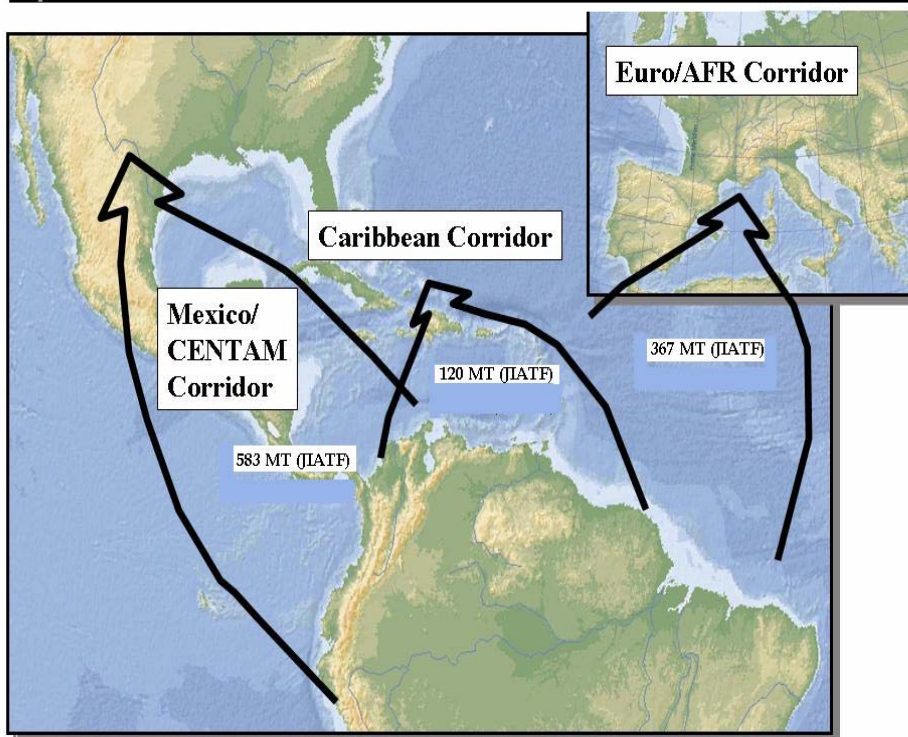 Euro/AFR Corridor
Caribbean Corridor
Mexico/
CENTAM
Corridor
367 MT (JIATF)
120 MT (JIATF)
583 MT (JIATF)